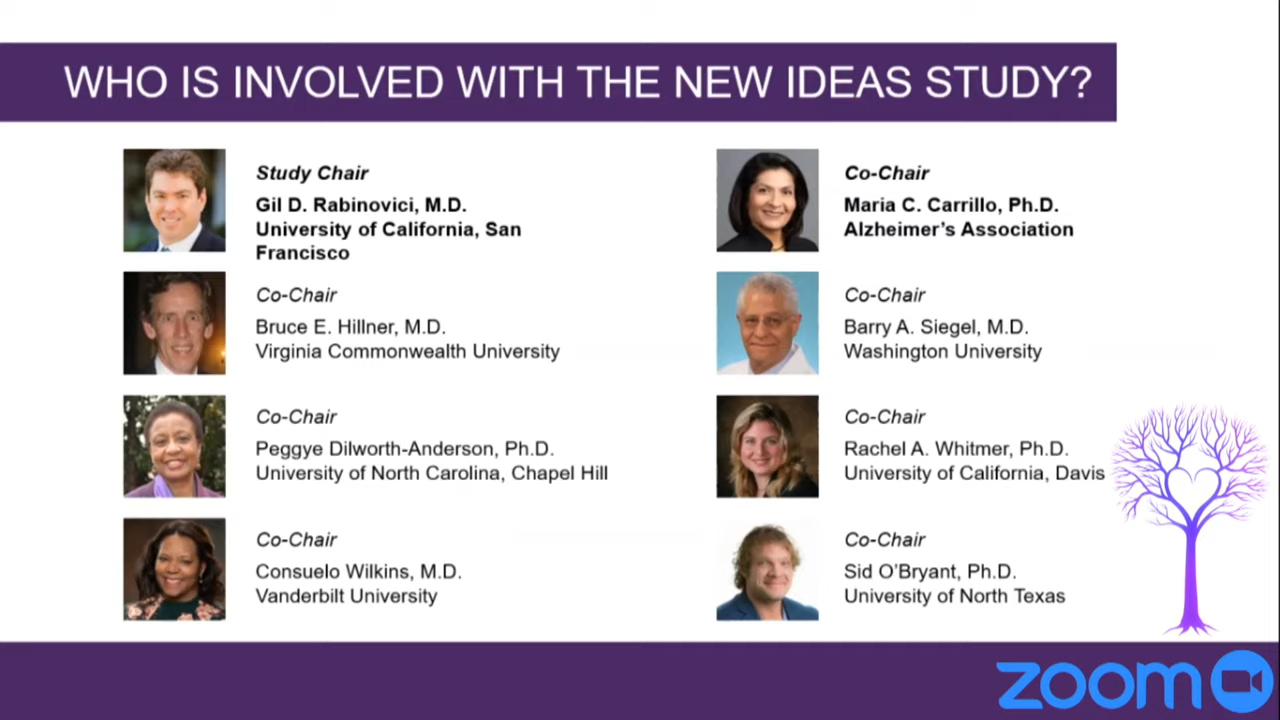 WHO IS INVOLVED WITH THE NEW IDEAS STUDY?
Study Chair
Gil D. Rabinovici, M.D.
University of California, San
Francisco
Co-Chair
Maria C. Carrillo, Ph.D.
Alzheimer's Association
Co-Chair
Bruce E. Hillner, M.D.
Virginia Commonwealth University
Co-Chair
Barry A. Siegel, M.D.
Washington University
Co-Chair
Peggye Dilworth-Anderson, Ph.D.
University of North Carolina, Chapel Hill
Co-Chair
Rachel A. Whitmer, Ph.D.
University of California, Davis
Co-Chair
Consuelo Wilkins, M.D.
Vanderbilt University
Co-Chair
Sid O'Bryant, Ph.D.
University of North Texas
zoom